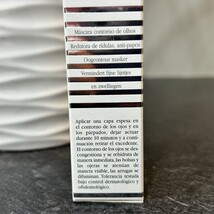 Máscara contorno de olhos
Redutora de rídulas, anti-papos
Oogcontour masker
Vermindert fijne lijntjes
en zwellingen
Aplicar una capa espesa en
el contorno de los ojos y en
los párpados, dejar actuar
durante 10 minutos y a conti-
nuación retirar el excedente.
El contorno de los ojos se des-
congestiona y se rehidrata de
manera inmediata, las bolsas y
las ojeras se atenúan de
manera visible, las arrugas se
difuminan. Tolerancia testada
bajo control dermatológico y
oftalmológico.